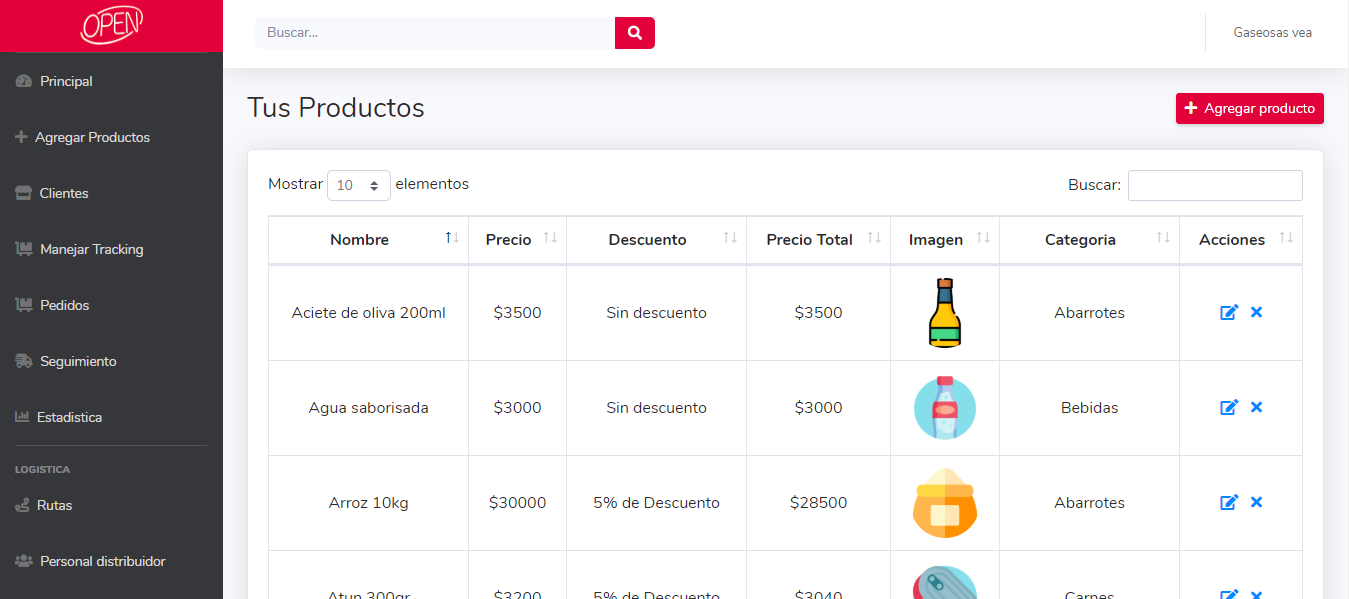 OPEN
Buscar...
Gaseosas vea
Principal
Agregar Productos
Clientes
Manejar Tracking
Pedidos
Seguimiento
Estadistica
LOGISTICA
Rutas
Personal distribuidor
Tus Productos
Agregar producto
Mostrar 10 elementos
Buscar:
Nombre Precio Descuento Precio Total Imagen Categoria Acciones
Aciete de oliva 200ml $3500 Sin descuento $3500 Abarrotes
Agua saborisada $3000 Sin descuento $3000 Bebidas
Arroz 10kg $30000 5% de Descuento $28500 Abarrotes
Atun 300gr $3200 5% de Descuento $3040 Carnes